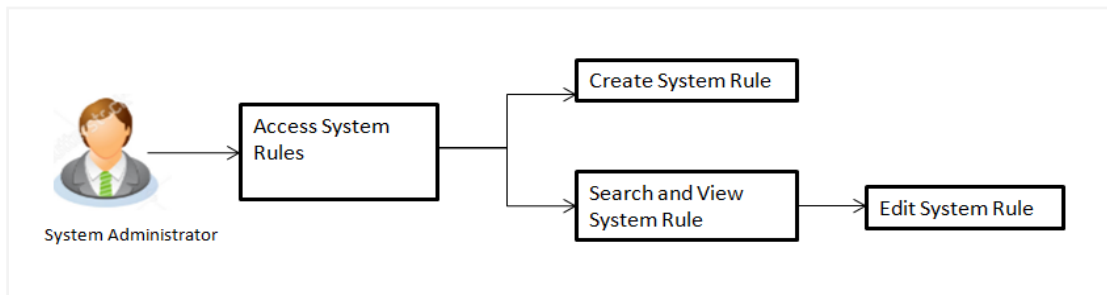 Create System Rule
Access System
Rules
Search and View
System Rule
Edit System Rule
System Administrator